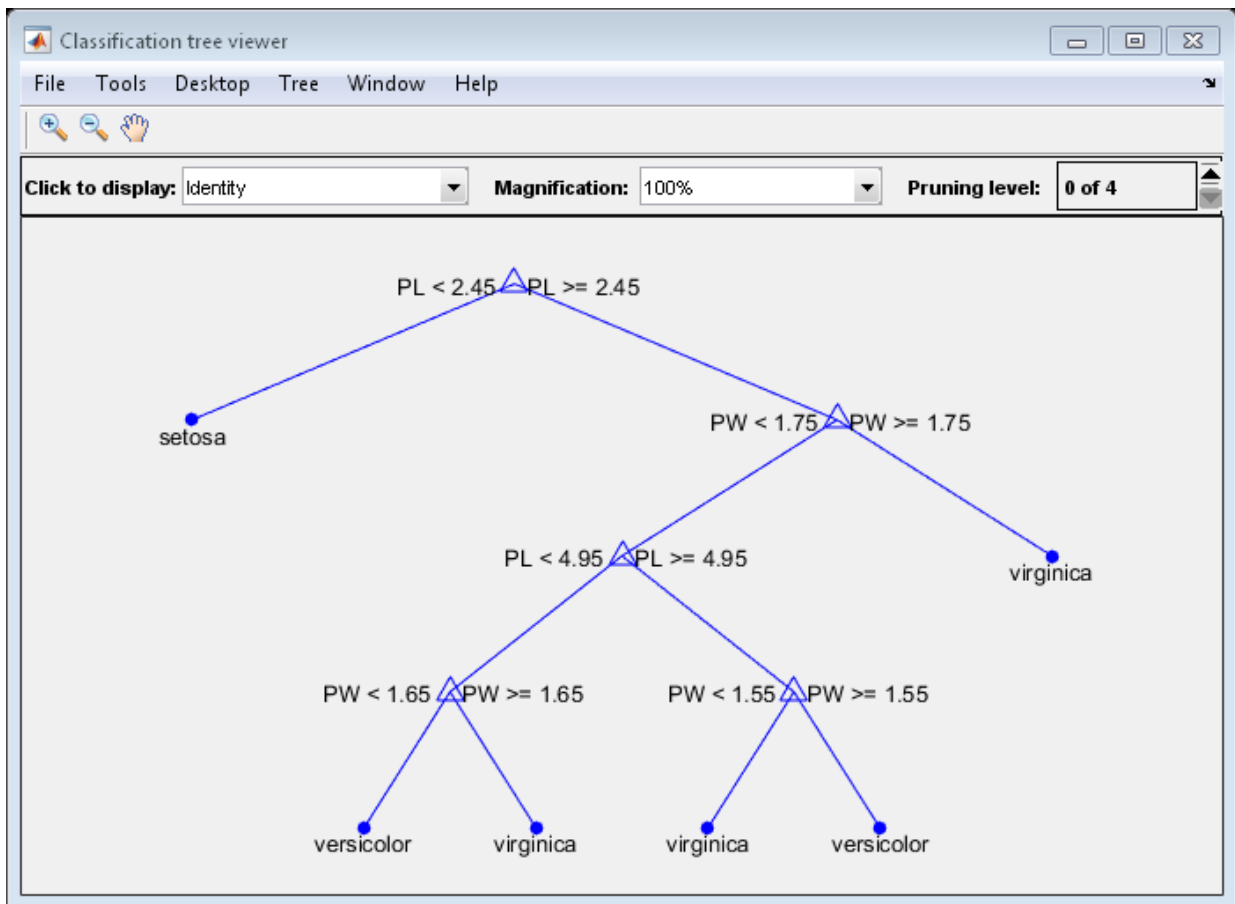 Classification tree viewer
File Tools Desktop Tree Window Help
Click to display: Identity Magnification: 100% Pruning level: 0 of 4
PL < 2.45 PL >= 2.45
setosa
PW < 1.75 PW >= 1.75
PL < 4.95 PL >= 4.95
virginica
PW < 1.65 PW >= 1.65 PW < 1.55 PW >= 1.55
versicolor virginica virginica versicolor